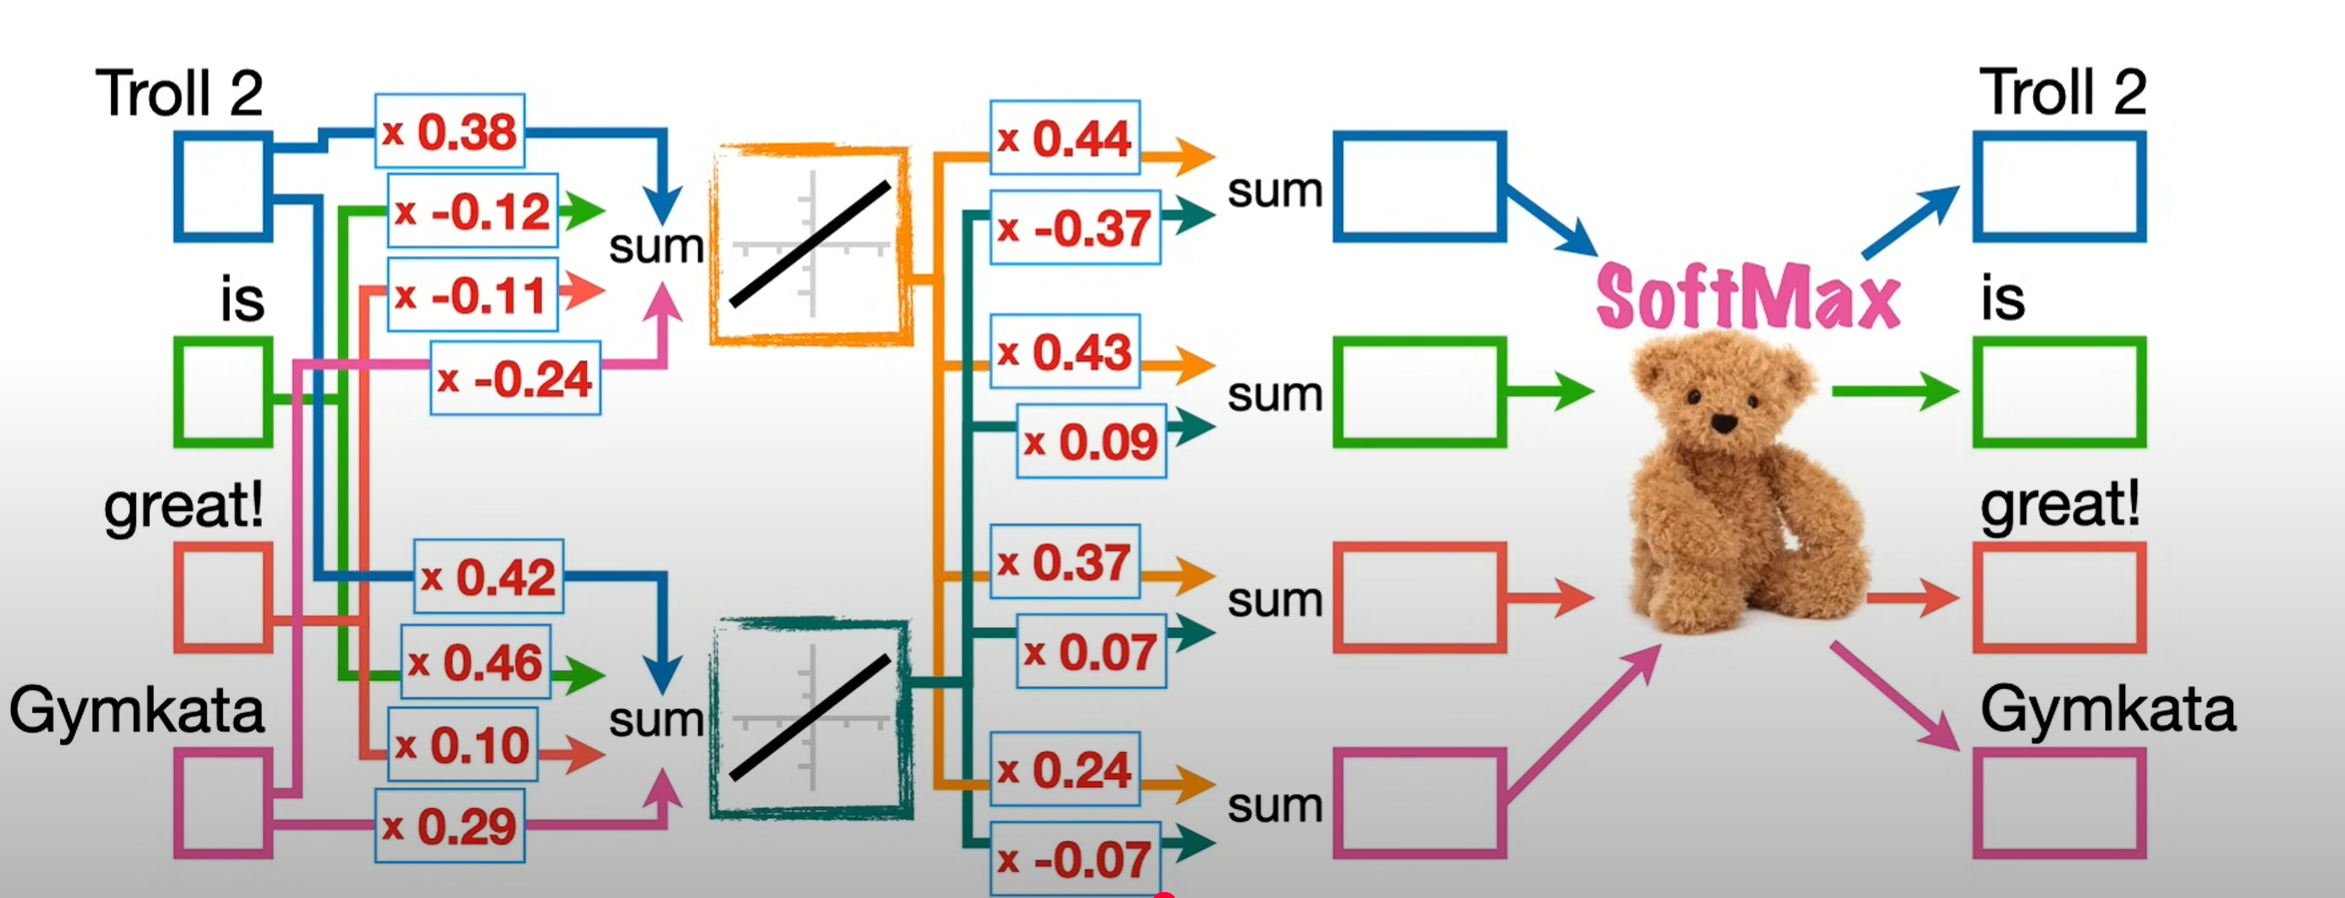 Troll 2
x 0.38
x -0.12
x -0.11
x -0.24
sum
is
great!
Gymkata
x 0.42
x 0.46
x 0.10
x 0.29
sum
x 0.44
x -0.37
sum
x 0.43
x 0.09
sum
x 0.37
x 0.07
sum
x 0.24
x -0.07
sum
SoftMax
Troll 2
is
great!
Gymkata